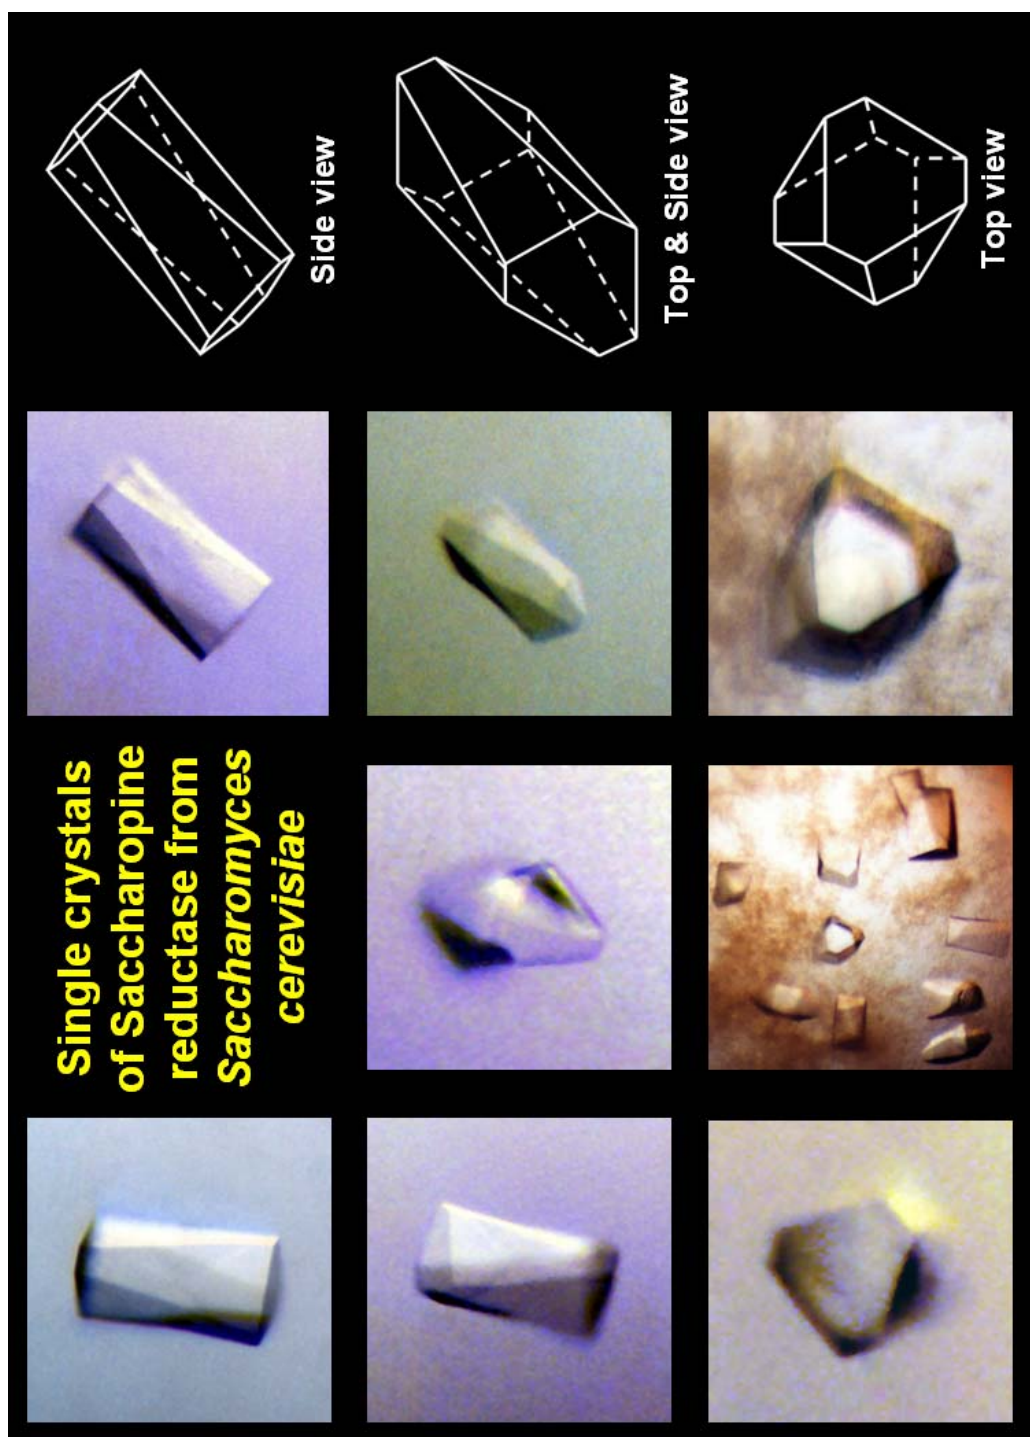 Single crystals
of Saccharopine
reductase from
Saccharomyces
cerevisiae
Side view
Top & Side view
Top view